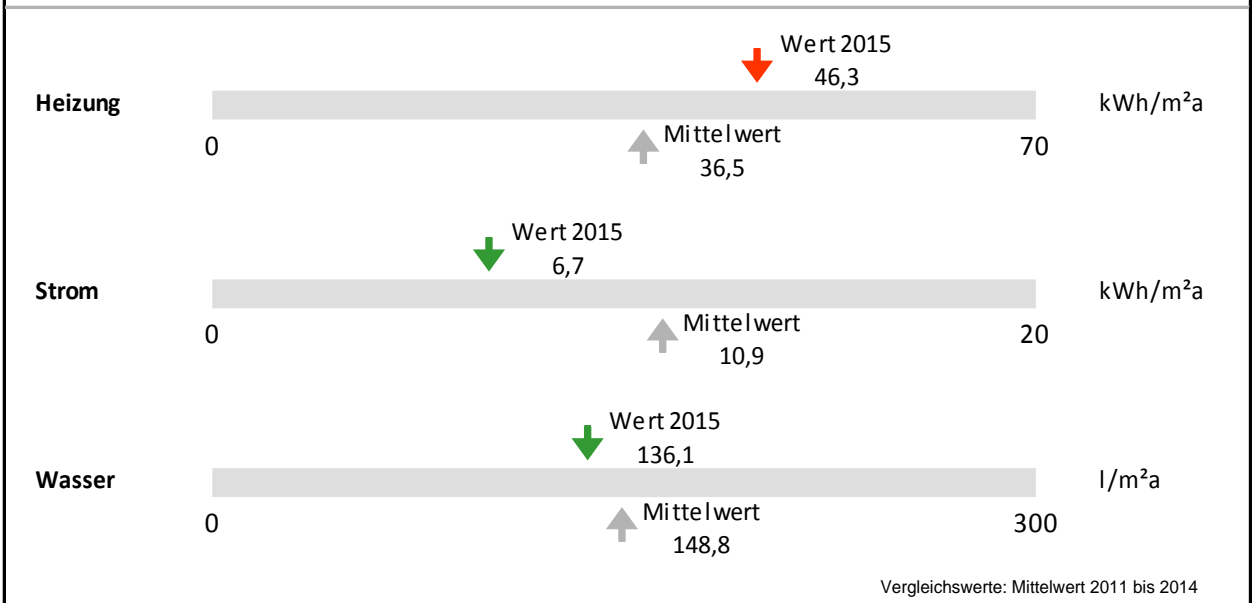 Wert 2015
46,3
Heizung
kWh/m²a
0
70
Mittelwert
36,5
Wert 2015
6,7
Strom
kWh/m²a
0
20
Mittelwert
10,9
Wert 2015
136,1
Wasser
l/m²a
0
300
Mittelwert
148,8
Vergleichswerte: Mittelwert 2011 bis 2014